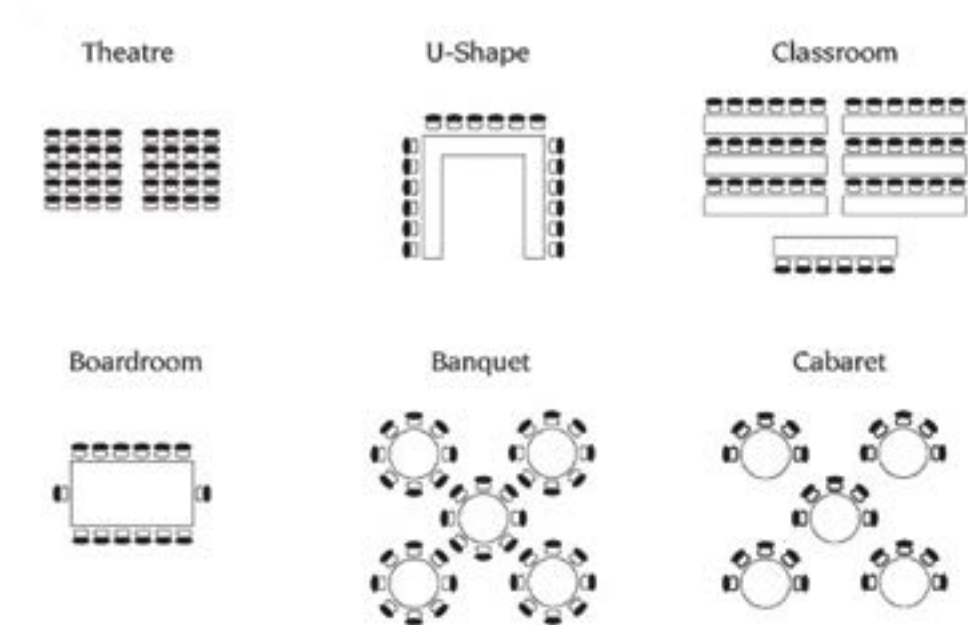 Theatre
U-Shape
Classroom
Boardroom
Banquet
Cabaret